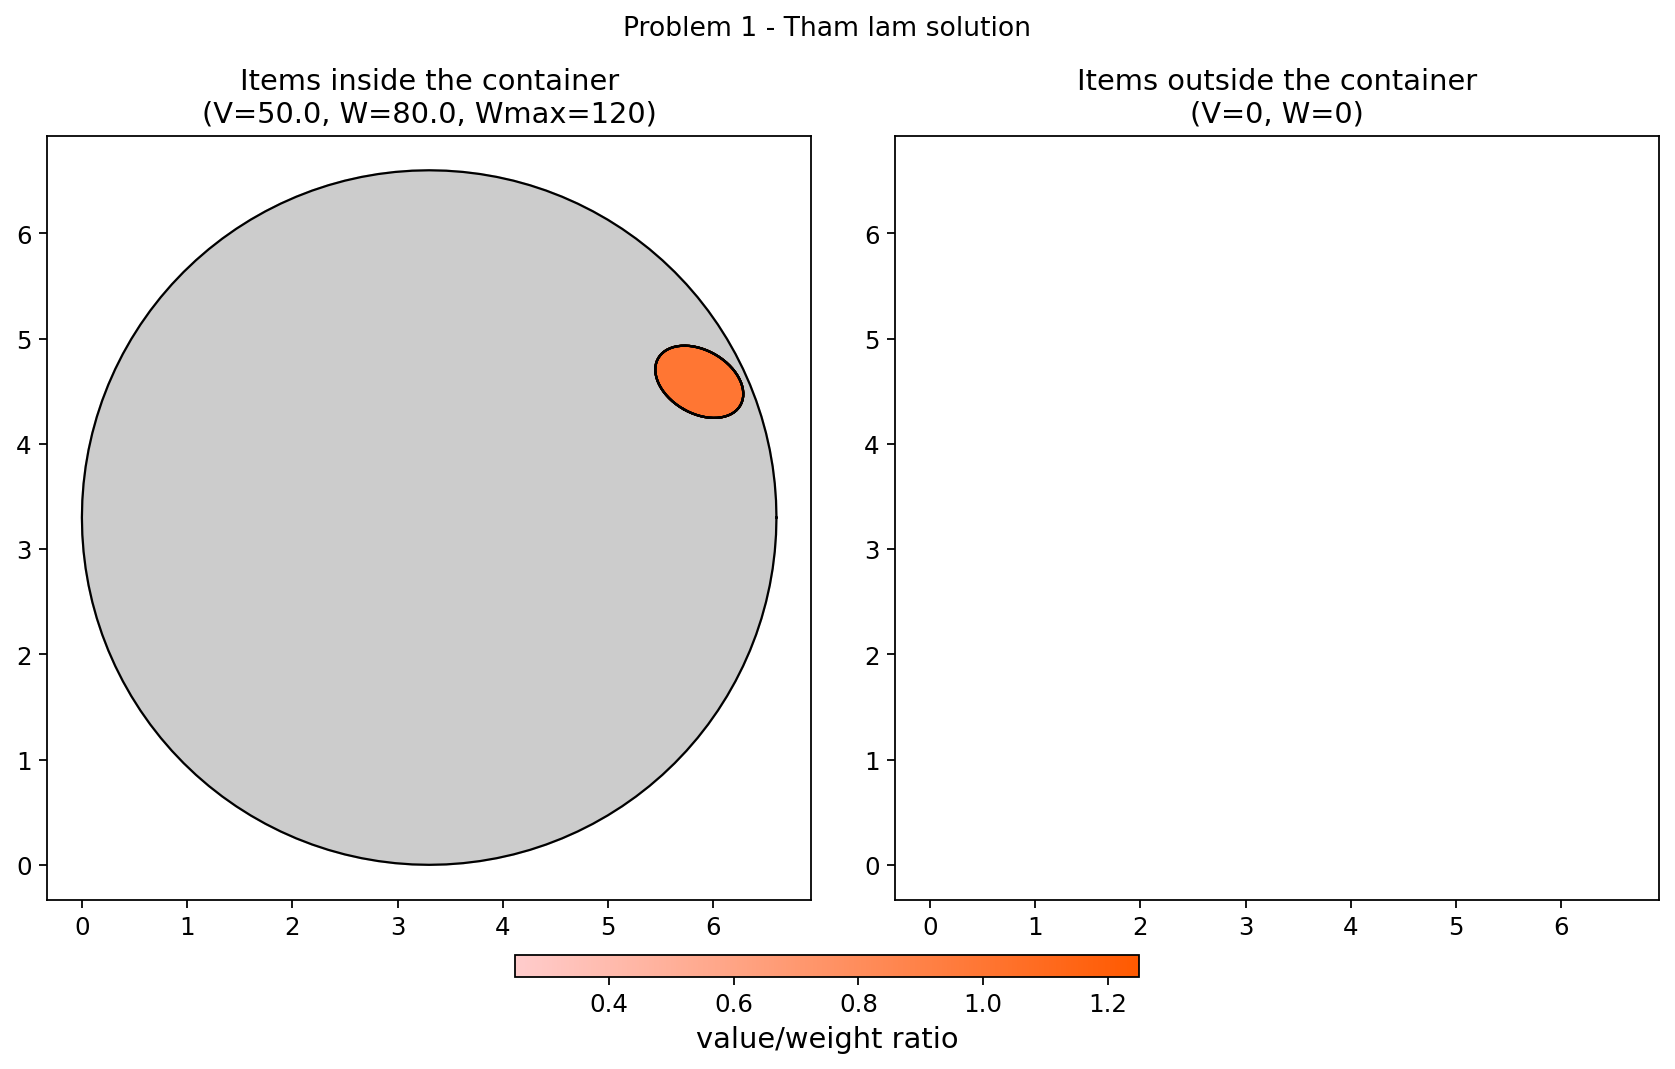 Problem 1 - Tham lam solution
Items inside the container
(V=50.0, W=80.0, Wmax=120)
Items outside the container
(V=0, W=0)
6
5
4
3
2
1
0
0 1 2 3 4 5 6
6
5
4
3
2
1
0
0 1 2 3 4 5 6
0.4 0.6 0.8 1.0 1.2
value/weight ratio